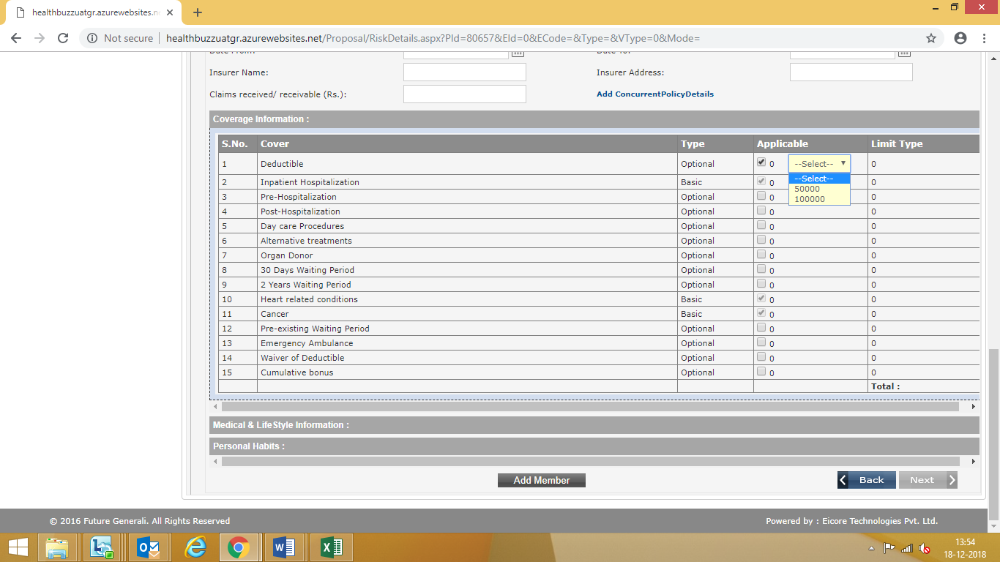 healthbuzzuatgr.azurewebsites.n
Not secure healthbuzzuatgr.azurewebsites.net/Proposal/RiskDetails.aspx?PId=80657&EId=0&ECode=&Type=&VType=0&Mode=
Insurer Name: Insurer Address:
Claims received/ receivable (Rs.): Add ConcurrentPolicyDetails
Coverage Information :
S.No. Cover Type Applicable Limit Type
1 Deductible Optional 0 --Select-- 0
2 Inpatient Hospitalization Basic 0 --Select-- 0
3 Pre-Hospitalization Optional 0 50000 0
100000
4 Post-Hospitalization Optional 0 0
5 Day care Procedures Optional 0 0
6 Alternative treatments Optional 0 0
7 Organ Donor Optional 0 0
8 30 Days Waiting Period Optional 0 0
9 2 Years Waiting Period Optional 0 0
10 Heart related conditions Basic 0 0
11 Cancer Basic 0 0
12 Pre-existing Waiting Period Optional 0 0
13 Emergency Ambulance Optional 0 0
14 Waiver of Deductible Optional 0 0
15 Cumulative bonus Optional 0 0
Total :
Medical & LifeStyle Information :
Personal Habits :
Add Member Back Next
© 2016 Future Generali. All Rights Reserved Powered by : Eicore Technologies Pvt. Ltd.
13:54
18-12-2018